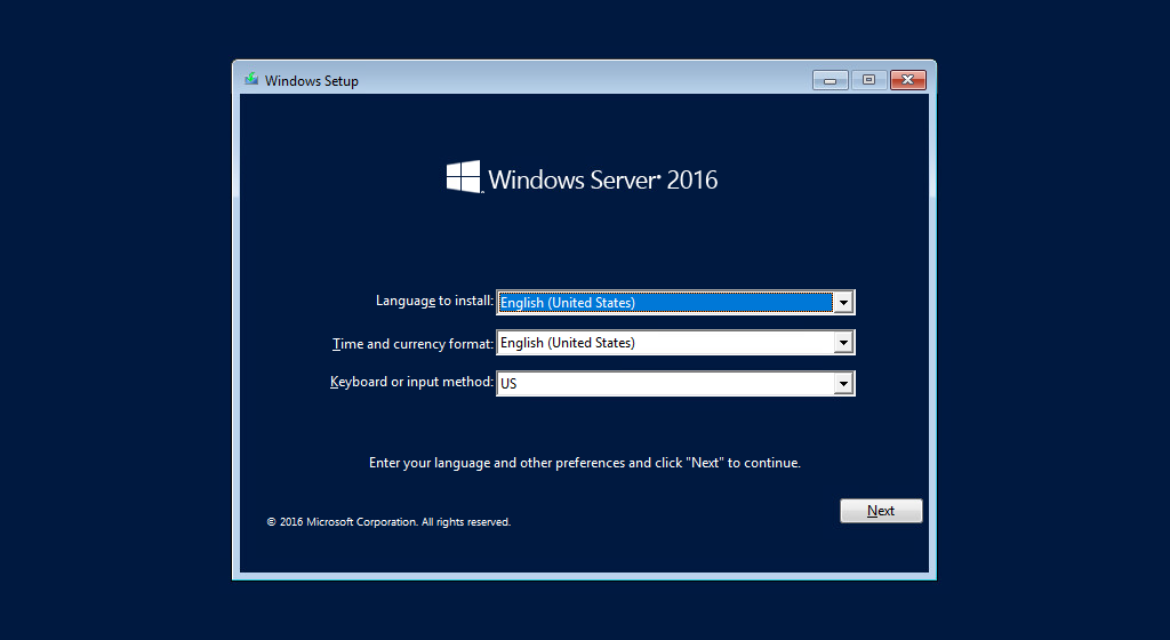 Windows Setup
Windows Server® 2016
Language to install: English (United States)
Time and currency format: English (United States)
Keyboard or input method: US
Enter your language and other preferences and click "Next" to continue.
© 2016 Microsoft Corporation. All rights reserved.
Next